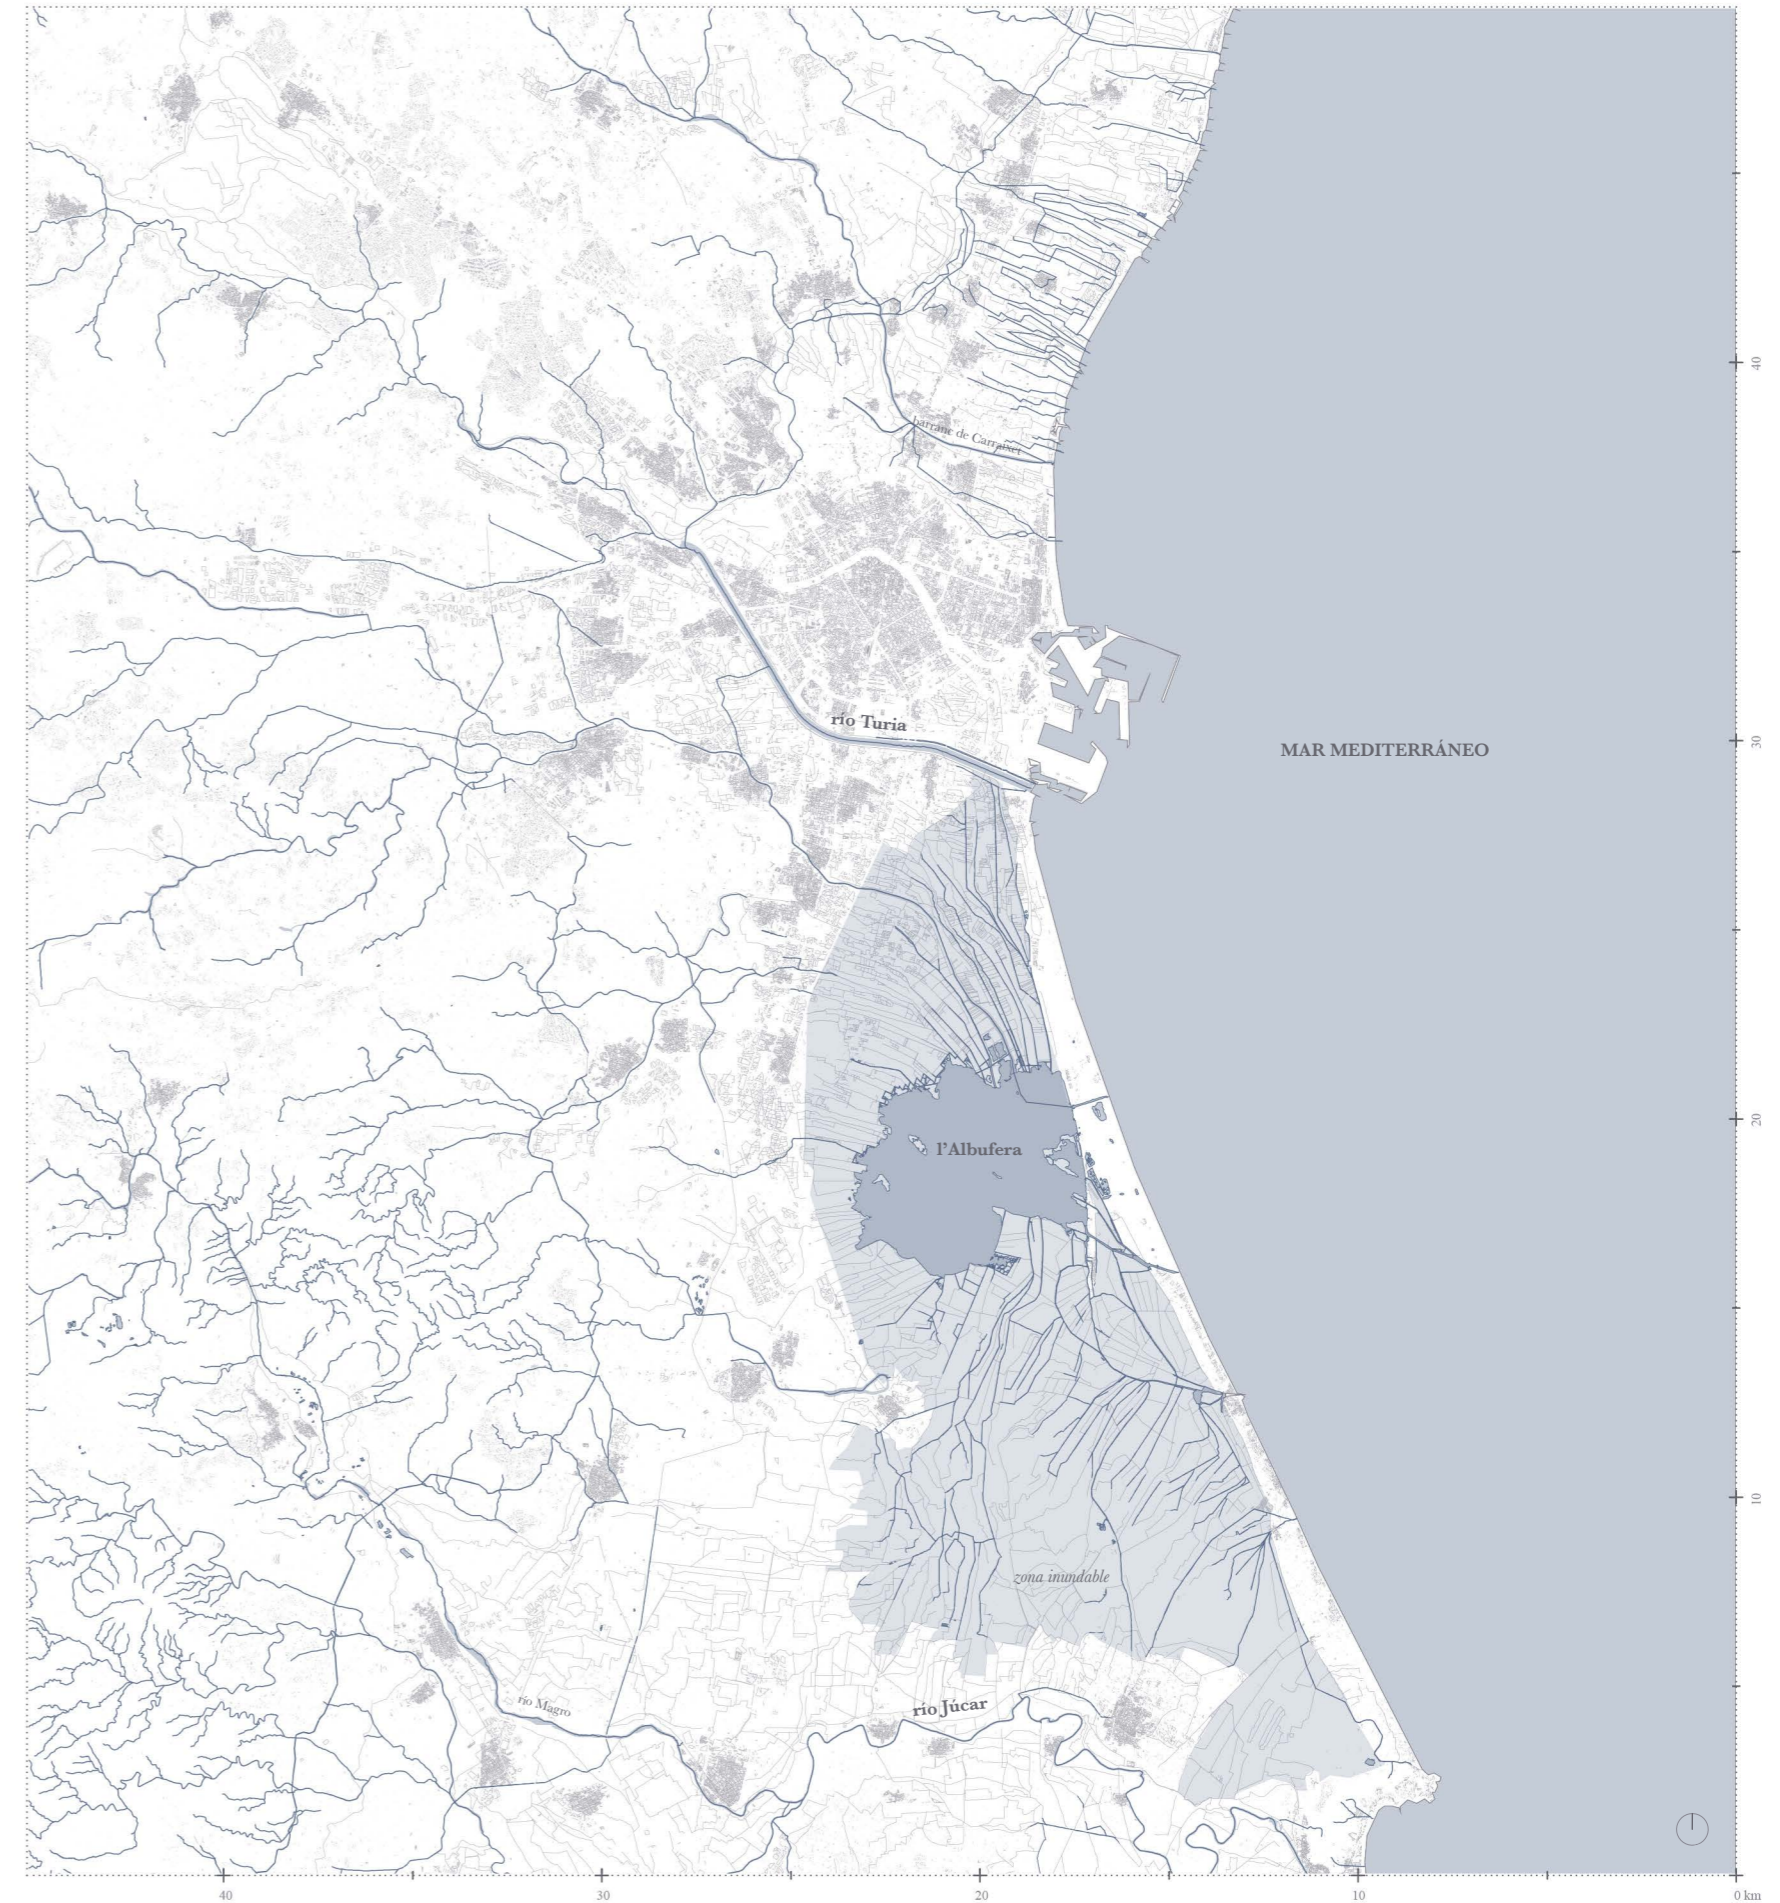 40
barranc de Carraixet
río Turia
MAR MEDITERRÁNEO
30
l'Albufera
20
10
zona inundable
río Magro
río Júcar
40
30
20
10
0 km